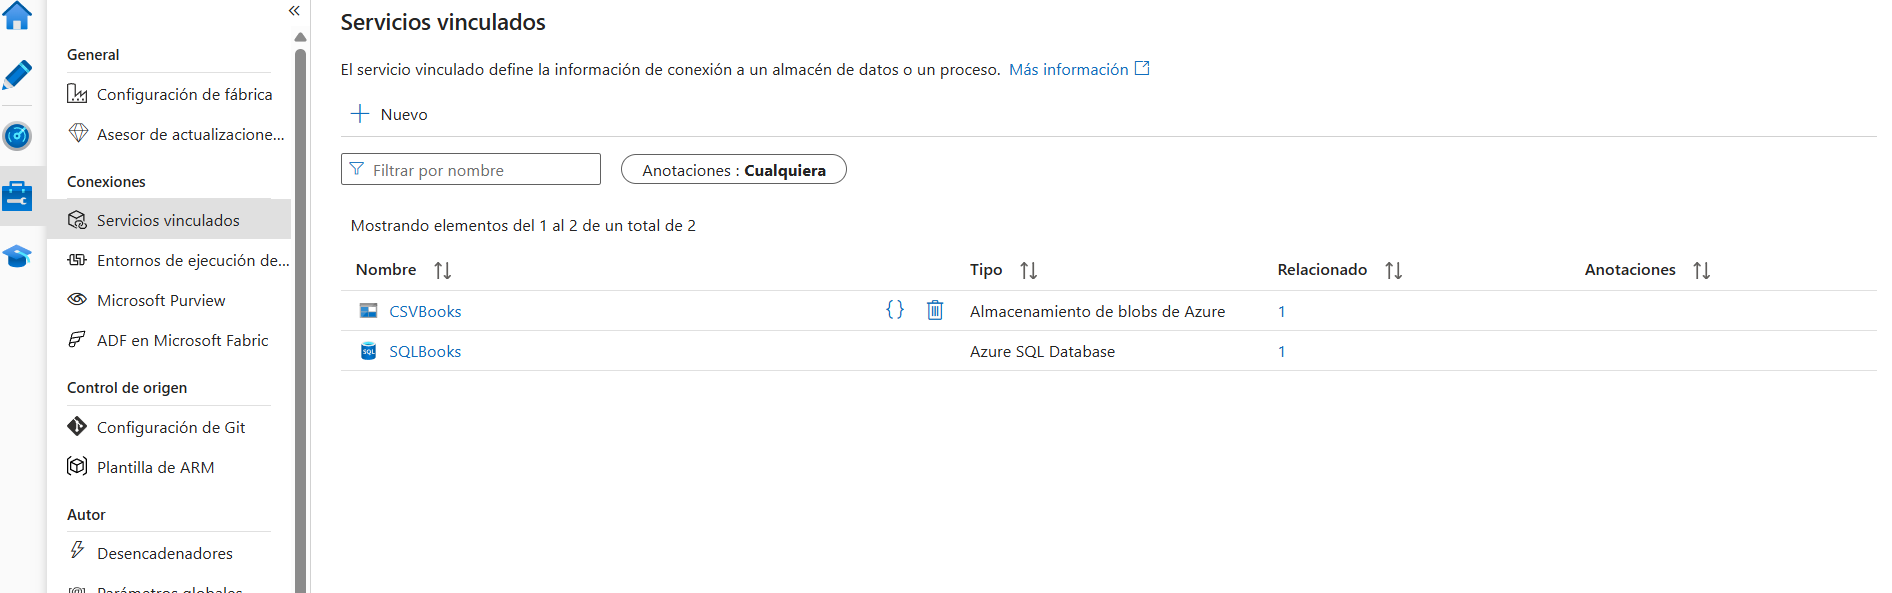 General
Configuración de fábrica
Asesor de actualizacione...
Conexiones
Servicios vinculados
Entornos de ejecución de...
Microsoft Purview
ADF en Microsoft Fabric
Control de origen
Configuración de Git
Plantilla de ARM
Autor
Desencadenadores
Parámetros globales
Servicios vinculados
El servicio vinculado define la información de conexión a un almacén de datos o un proceso. Más información
Nuevo
Filtrar por nombre
Anotaciones : Cualquiera
Mostrando elementos del 1 al 2 de un total de 2
Nombre Tipo Relacionado Anotaciones
CSVBooks {} Almacenamiento de blobs de Azure 1
SQL SQLBooks Azure SQL Database 1